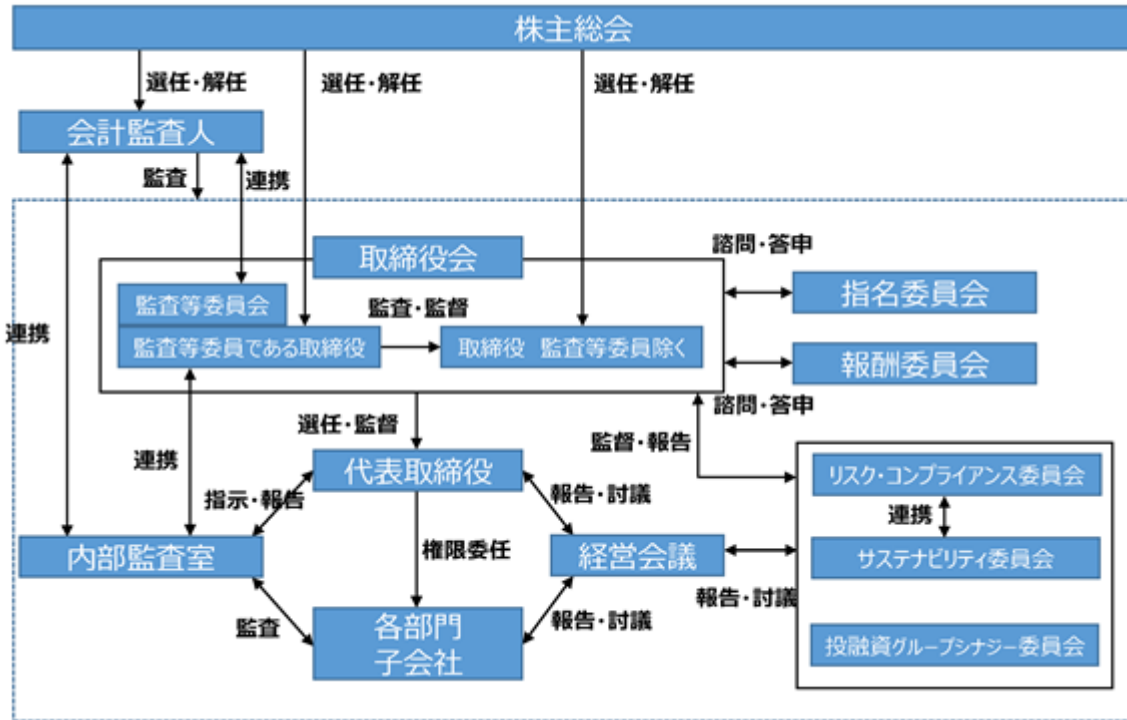 株主総会
選任・解任
選任・解任
選任・解任
会計監査人
監査
連携
取締役会
諮問・答申
監査等委員会
指名委員会
監査・監督
連携
監査等委員である取締役
取締役　監査等委員除く
報酬委員会
諮問・答申
選任・監督
監督・報告
連携
代表取締役
リスク・コンプライアンス委員会
指示・報告
報告・討議
連携
内部監査室
権限委任
経営会議
サステナビリティ委員会
報告・討議
監査
各部門
子会社
報告・討議
投融資グループシナジー委員会